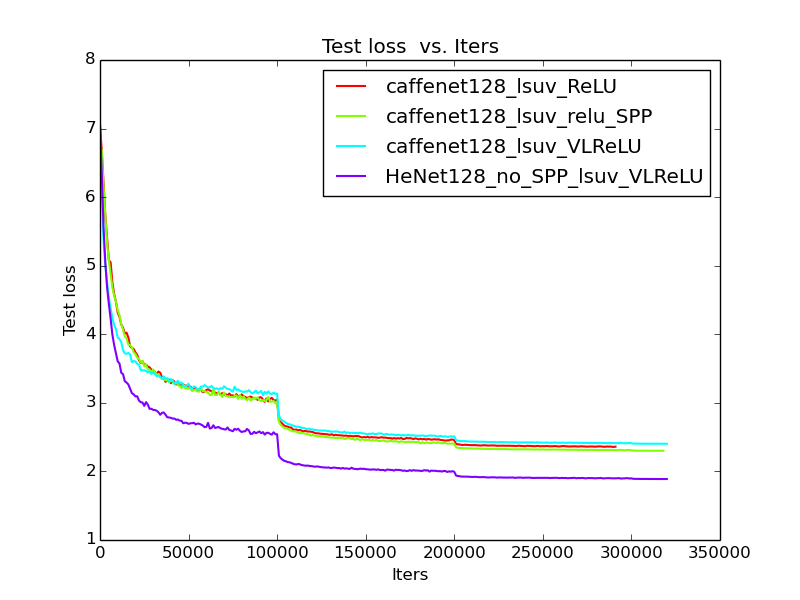 Test loss  vs. Iters
8
7
6
5
4
3
2
1
Test loss
caffenet128_lsuv_ReLU
caffenet128_lsuv_relu_SPP
caffenet128_lsuv_VLReLU
HeNet128_no_SPP_lsuv_VLReLU
0 50000 100000 150000 200000 250000 300000 350000
Iters